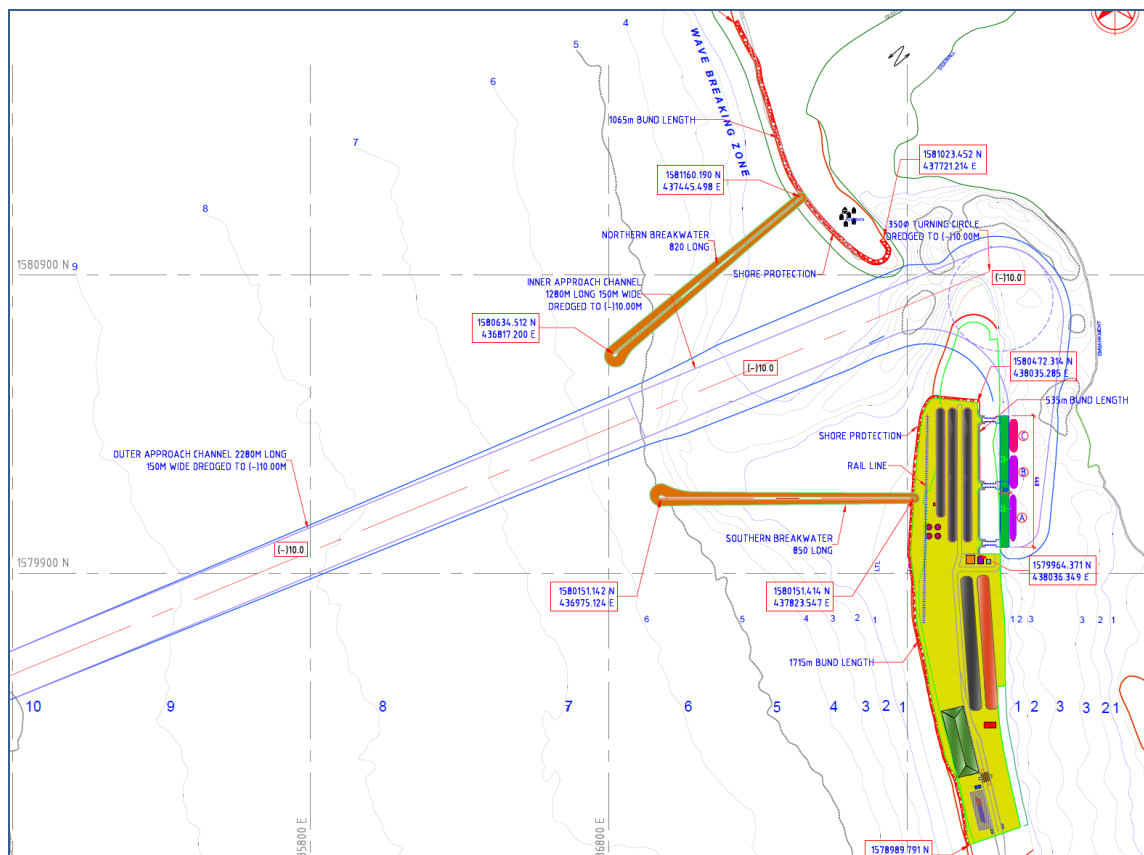 4
5
6
7
8
9
WAVE BREAKING ZONE
1065m BUND LENGTH
1581160.190 N
437445.498 E
1581023.452 N
437721.214 E
350Φ TURNING CIRCLE
DREDGED TO (-)10.00M
(-)10.0
NORTHERN BREAKWATER
820 LONG
SHORE PROTECTION
1580900 N
INNER APPROACH CHANNEL
1280M LONG 150M WIDE
DREDGED TO (-)10.00M
1580634.512 N
436817.200 E
(-)10.0
EMBANKMENT
1580472.314 N
438035.285 E
535m BUND LENGTH
SHORE PROTECTION
RAIL LINE
C
B
A
OUTER APPROACH CHANNEL 2280M LONG
150M WIDE DREDGED TO (-)10.00M
(-)10.0
SOUTHERN BREAKWATER
850 LONG
1579900 N
LTL
1579964.371 N
438036.349 E
1580151.142 N
436975.124 E
1580151.414 N
437823.547 E
6 5 4 3 2 1 1 2 3 3 2 1
1715m BUND LENGTH
10 9 8 7 6 5 4 3 2 1 1 2 3 3 2 1
1578989.791 N